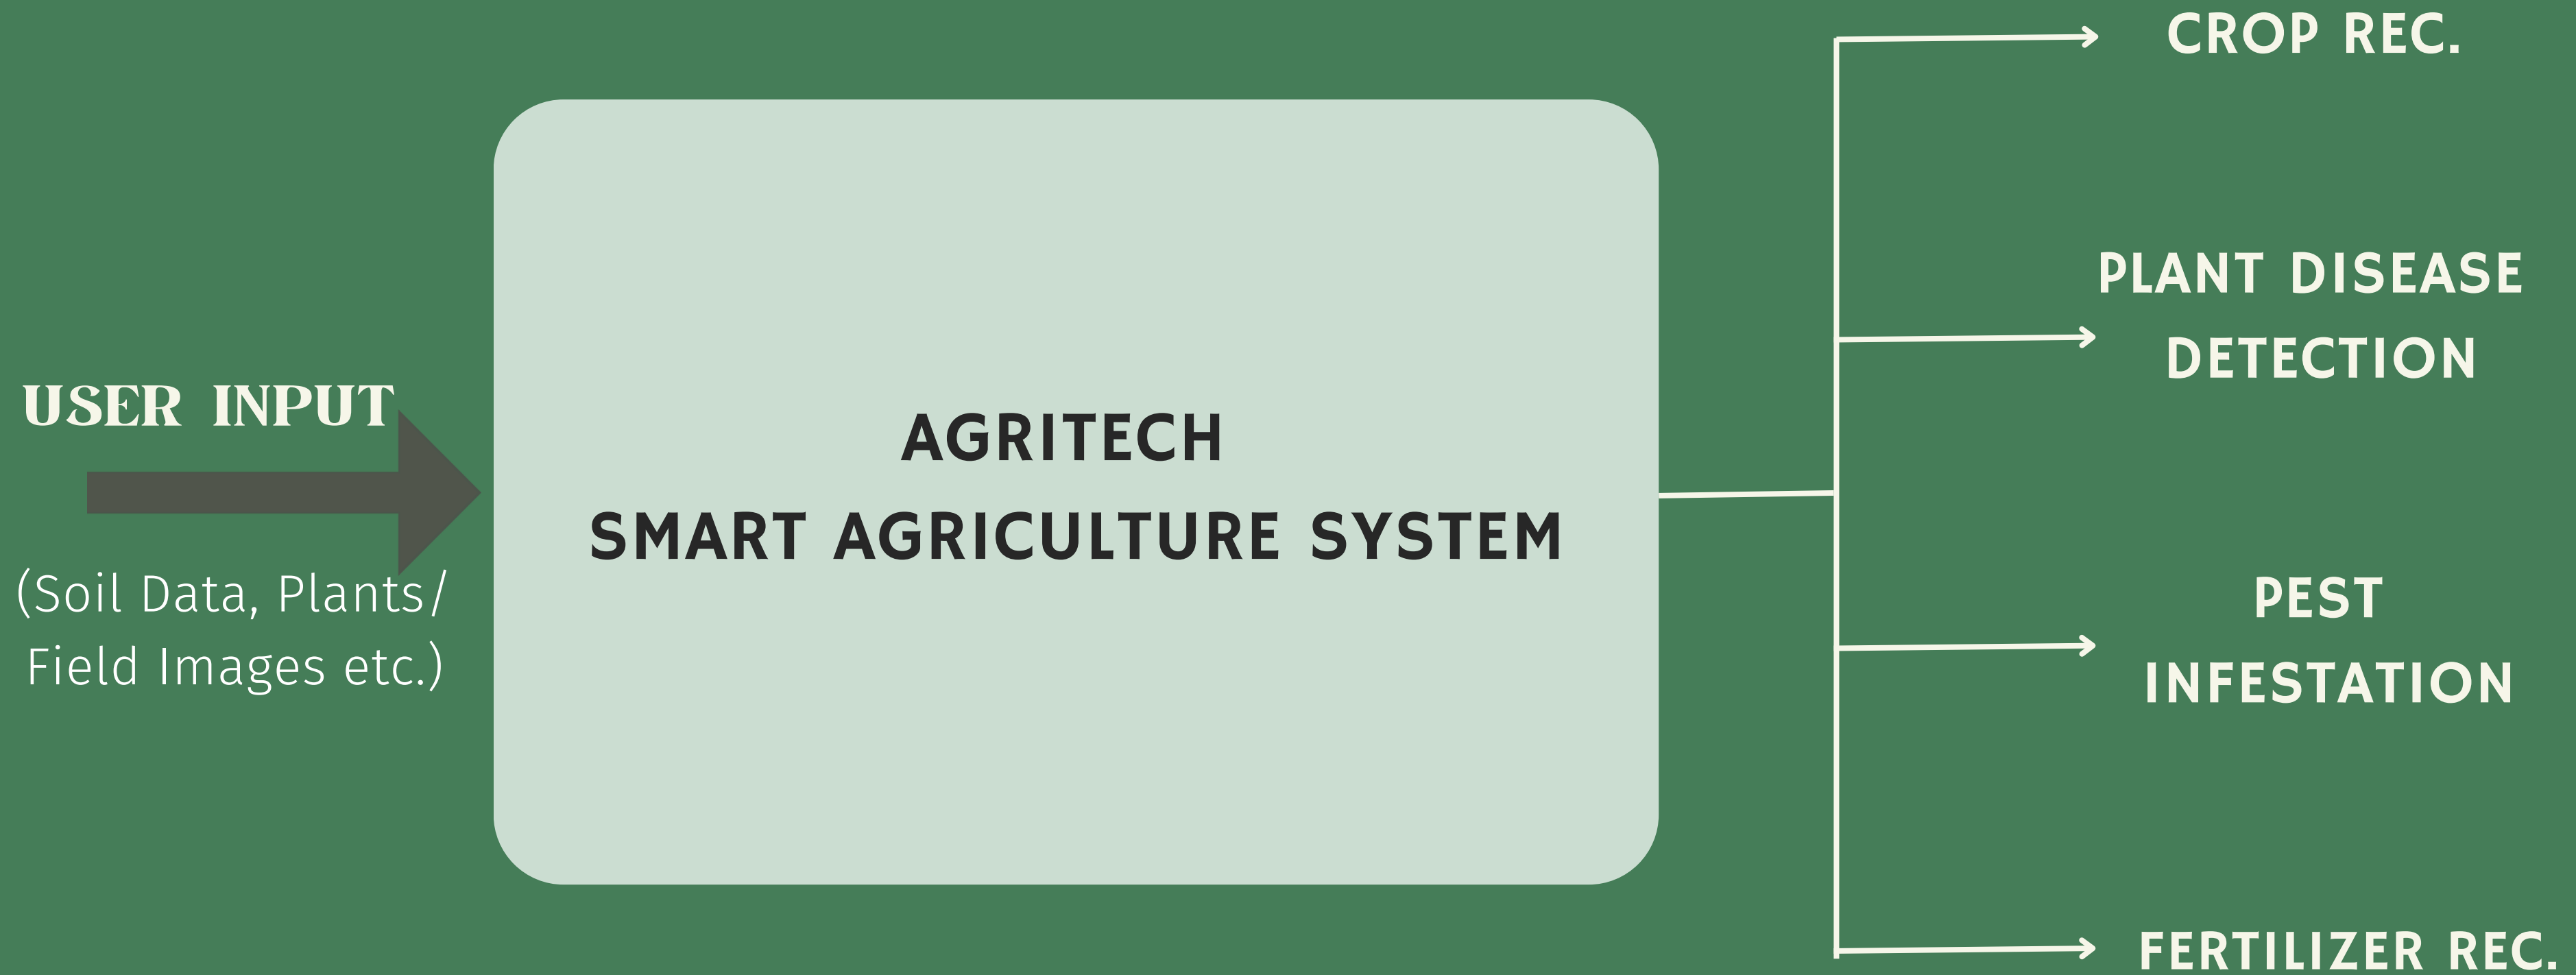 USER INPUT
(Soil Data, Plants/
Field Images etc.)
AGRITECH
SMART AGRICULTURE SYSTEM
CROP REC.
PLANT DISEASE
DETECTION
PEST
INFESTATION
FERTILIZER REC.